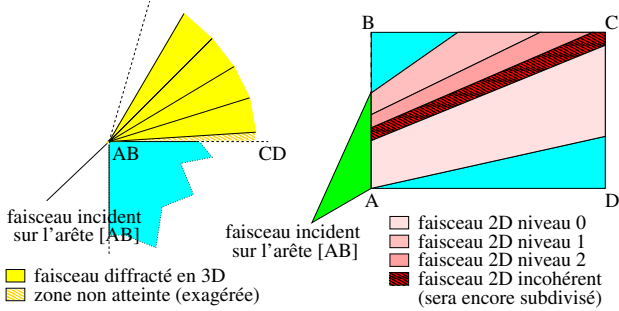 AB
CD
faisceau incident
sur l'arête [AB]
faisceau diffracté en 3D
zone non atteinte (exagérée)
B
C
A
D
faisceau incident
sur l'arête [AB]
faisceau 2D niveau 0
faisceau 2D niveau 1
faisceau 2D niveau 2
faisceau 2D incohérent
(sera encore subdivisé)